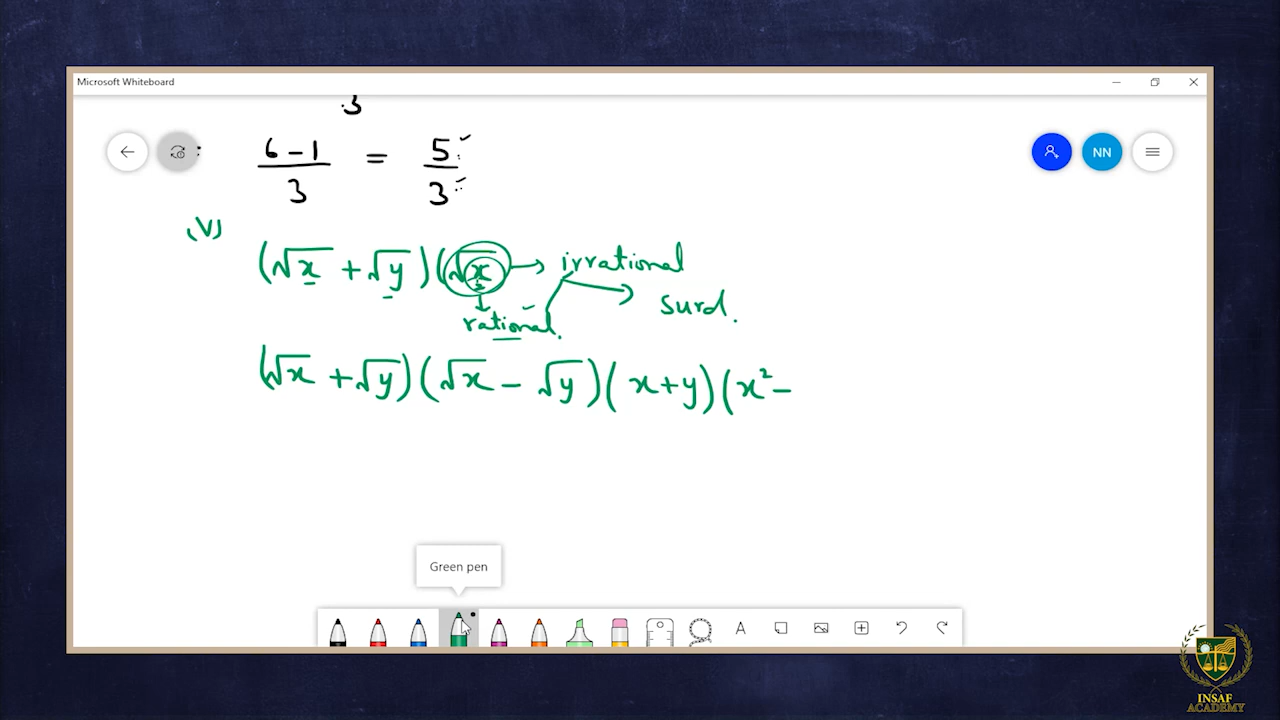 Microsoft Whiteboard
3
6-1/3 = 5/3
NN
(V)
(√x + √y)(√x → irrational
surd.
rational.
(√x + √y)(√x - √y)(x+y)(x² -
Green pen
A
INSAF
ACADEMY